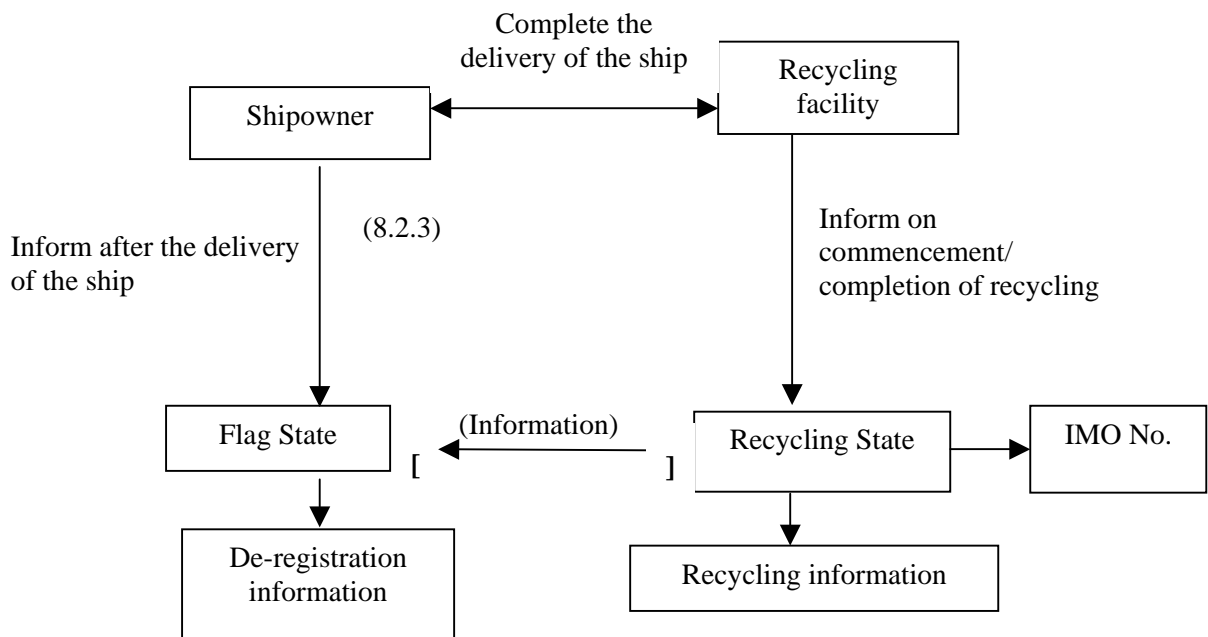 Complete the
delivery of the ship
Recycling
facility
Shipowner
Inform after the delivery
of the ship
(8.2.3)
Inform on
commencement/
completion of recycling
Flag State
[
(Information)
]
Recycling State
IMO No.
De-registration
information
Recycling information